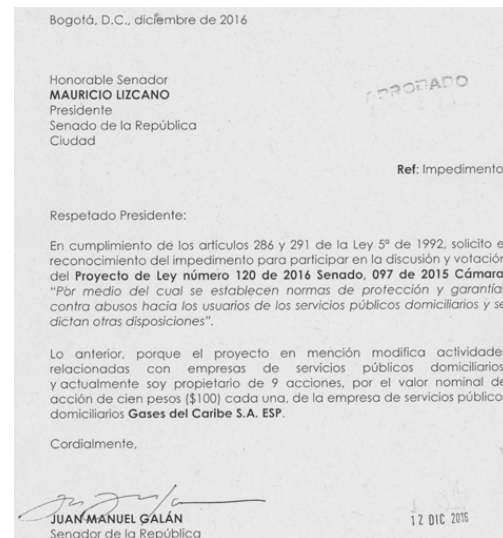 Bogotá, D.C., diciembre de 2016
Honorable Senador
MAURICIO LIZCANO
Presidente
Senado de la República
Ciudad
APROBADO
Ref: Impedimento
Respetado Presidente:
En cumplimiento de los artículos 286 y 291 de la Ley 5ª de 1992, solicito e
reconocimiento del impedimento para participar en la discusión y votación
del Proyecto de Ley número 120 de 2016 Senado, 097 de 2015 Cámara
“Por medio del cual se establecen normas de protección y garantía
contra abusos hacia los usuarios de los servicios públicos domiciliarios y se
dictan otras disposiciones”.
Lo anterior, porque el proyecto en mención modifica actividade
relacionadas con empresas de servicios públicos domiciliarios
y actualmente soy propietario de 9 acciones, por el valor nominal de
acción de cien pesos ($100) cada una, de la empresa de servicios público
domiciliarios Gases del Caribe S.A. ESP.
Cordialmente,
JUAN MANUEL GALÁN
Senador de la República
12 DIC 2016